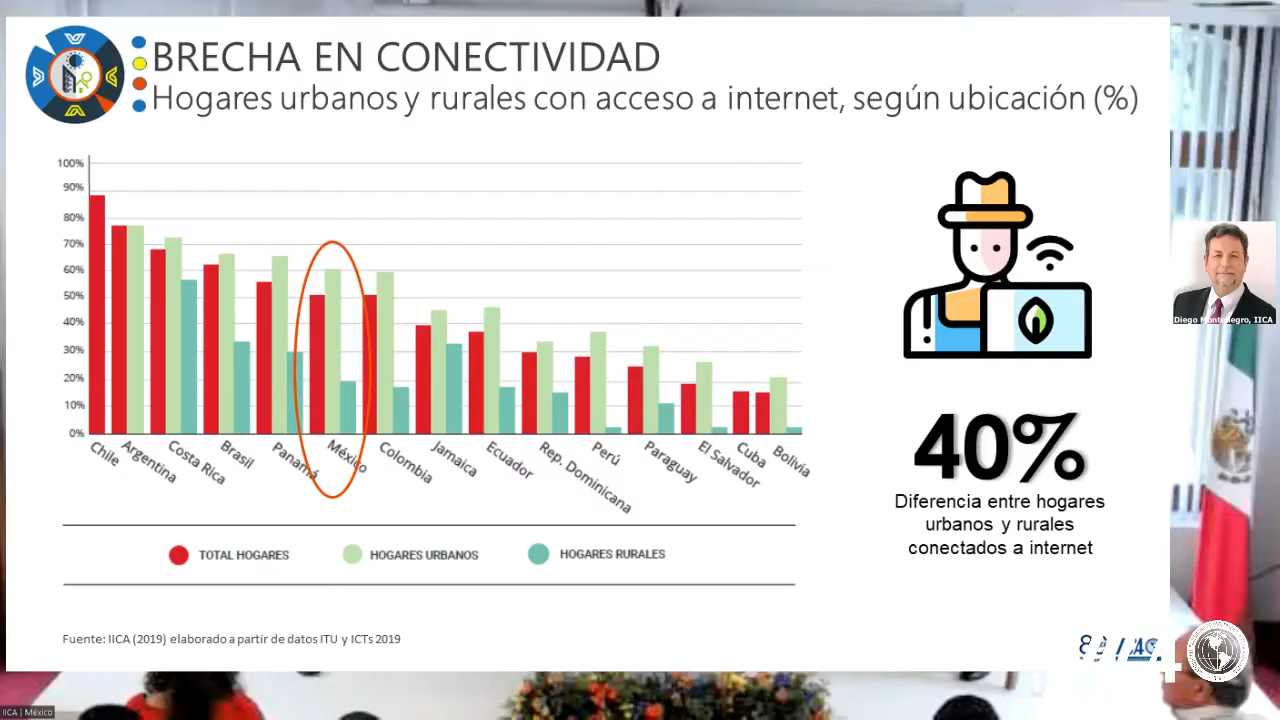 BRECHA EN CONECTIVIDAD
Hogares urbanos y rurales con acceso a internet, según ubicación (%)
100%
90%
80%
70%
60%
50%
40%
30%
20%
10%
0%
Chile
Argentina
Costa Rica
Brasil
Panamá
México
Colombia
Jamaica
Ecuador
Rep. Dominicana
Perú
Paraguay
El Salvador
Cuba
Bolivia
TOTAL HOGARES
HOGARES URBANOS
HOGARES RURALES
40%
Diferencia entre hogares
urbanos y rurales
conectados a internet
Diego Montenegro, IICA
Fuente: IICA (2019) elaborado a partir de datos ITU y ICTs 2019
IICA | México